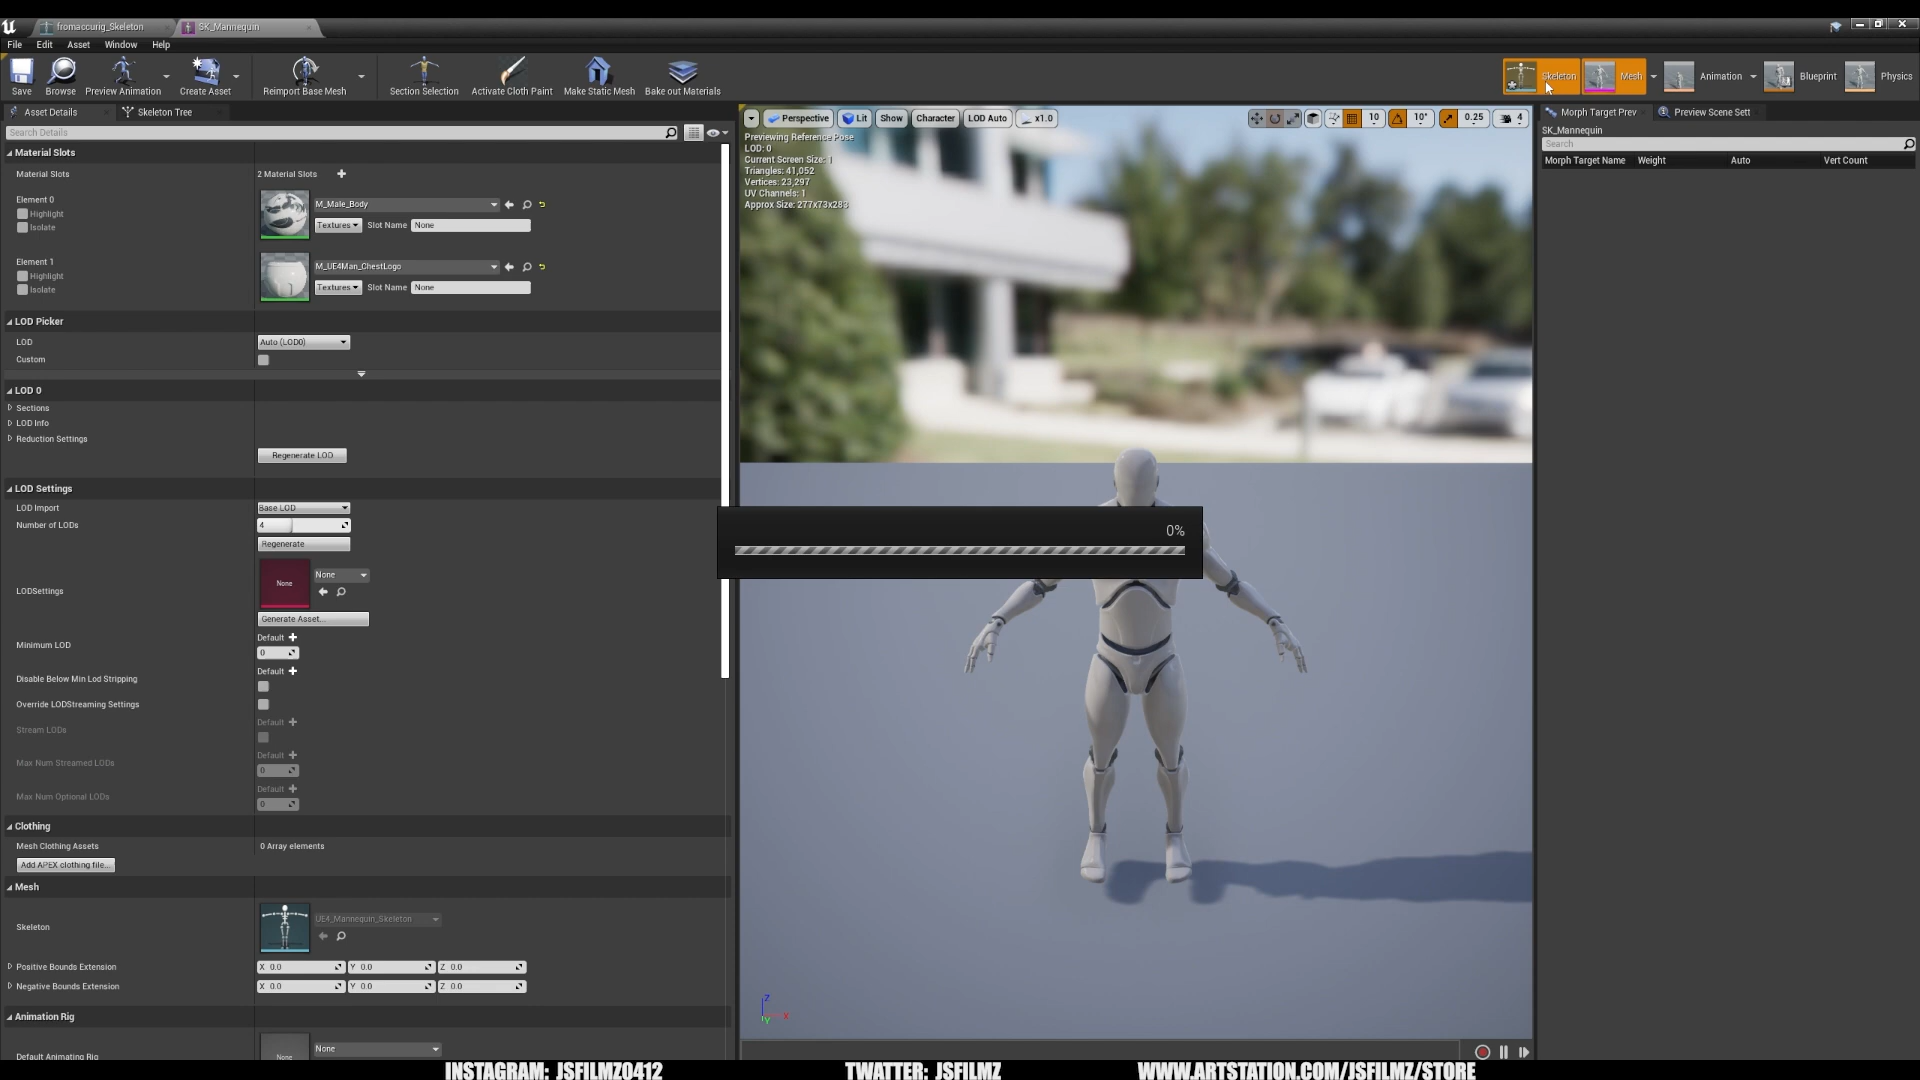 fromaccurig_Skeleton
SK_Mannequin
File Edit Asset Window Help
Save Browse Preview Animation Create Asset Reimport Base Mesh Section Selection Activate Cloth Paint Make Static Mesh Bake out Materials
Skeleton Mesh Animation Blueprint Physics
Asset Details Skeleton Tree
Search Details
Material Slots
Material Slots 2 Material Slots
Element 0
Highlight
Isolate
M_Male_Body
Textures Slot Name None
Element 1
Highlight
Isolate
M_UE4Man_ChestLogo
Textures Slot Name None
LOD Picker
LOD Auto (LOD0)
Custom
LOD 0
Sections
LOD Info
Reduction Settings
Regenerate LOD
LOD Settings
LOD Import Base LOD
Number of LODs 4
Regenerate
LODSettings None None
Generate Asset...
Minimum LOD Default
0
Disable Below Min Lod Stripping Default
Override LODStreaming Settings
Stream LODs Default
Max Num Streamed LODs Default
0
Max Num Optional LODs Default
0
Clothing
Mesh Clothing Assets 0 Array elements
Add APEX clothing file...
Mesh
Skeleton UE4_Mannequin_Skeleton
Positive Bounds Extension X 0.0 Y 0.0 Z 0.0
Negative Bounds Extension X 0.0 Y 0.0 Z 0.0
Animation Rig
Default Animating Rig None None
Perspective Lit Show Character LOD Auto x1.0
10 10° 0.25 4
Previewing Reference Pose
LOD: 0
Current Screen Size: 1
Triangles: 41,052
Vertices: 23,297
UV Channels: 1
Approx Size: 277x73x283
0%
Z
X
Y
Morph Target Prev Preview Scene Sett
SK_Mannequin
Search
Morph Target Name Weight Auto Vert Count
INSTAGRAM: JSFILMZ0412 TWATTER: JSFILMZ WWW.ARTSTATION.COM/JSFILMZ/STORE